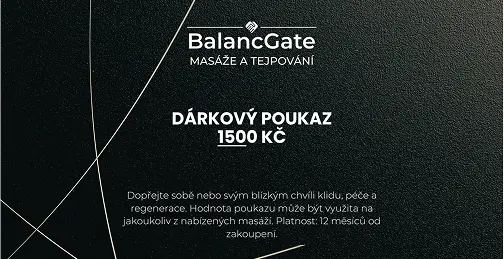 BalancGate
MASÁŽE A TEJPOVÁNÍ
DÁRKOVÝ POUKAZ
1500 KČ
Dopřejte sobě nebo svým blízkým chvíli klidu, péče a
regenerace. Hodnota poukazu může být využita na
jakoukoliv z nabízených masáží. Platnost: 12 měsíců od
zakoupení.